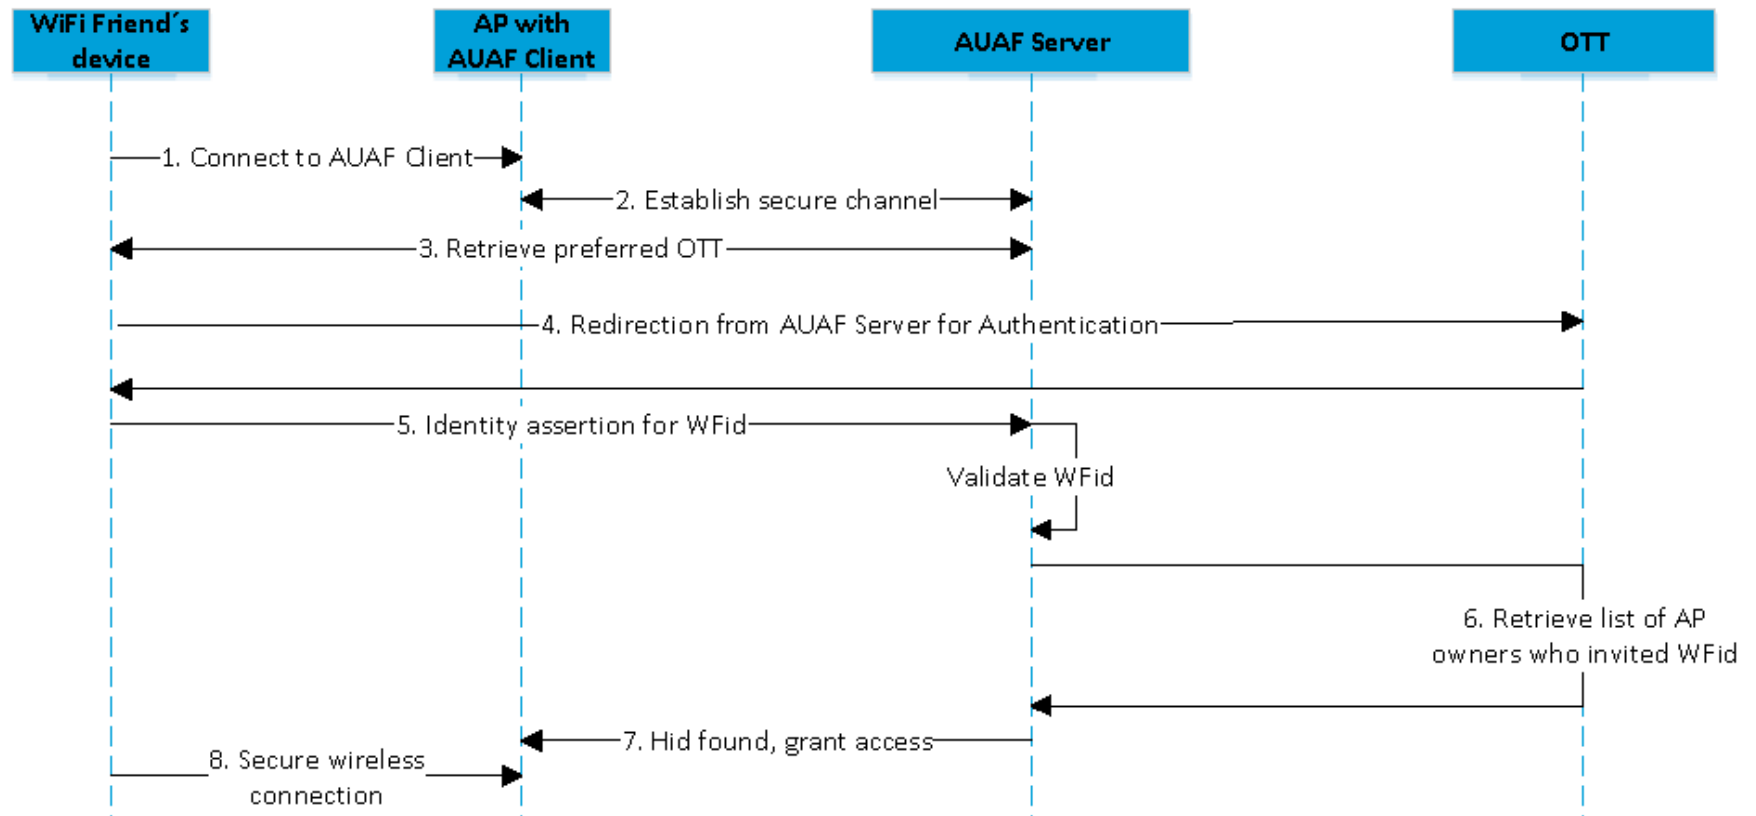 WiFi Friend´s
device
AP with
AUAF Client
AUAF Server
OTT
1. Connect to AUAF Client
2. Establish secure channel
3. Retrieve preferred OTT
4. Redirection from AUAF Server for Authentication
5. Identity assertion for WFid
Validate WFid
6. Retrieve list of AP
owners who invited WFid
7. Hid found, grant access
8. Secure wireless
connection